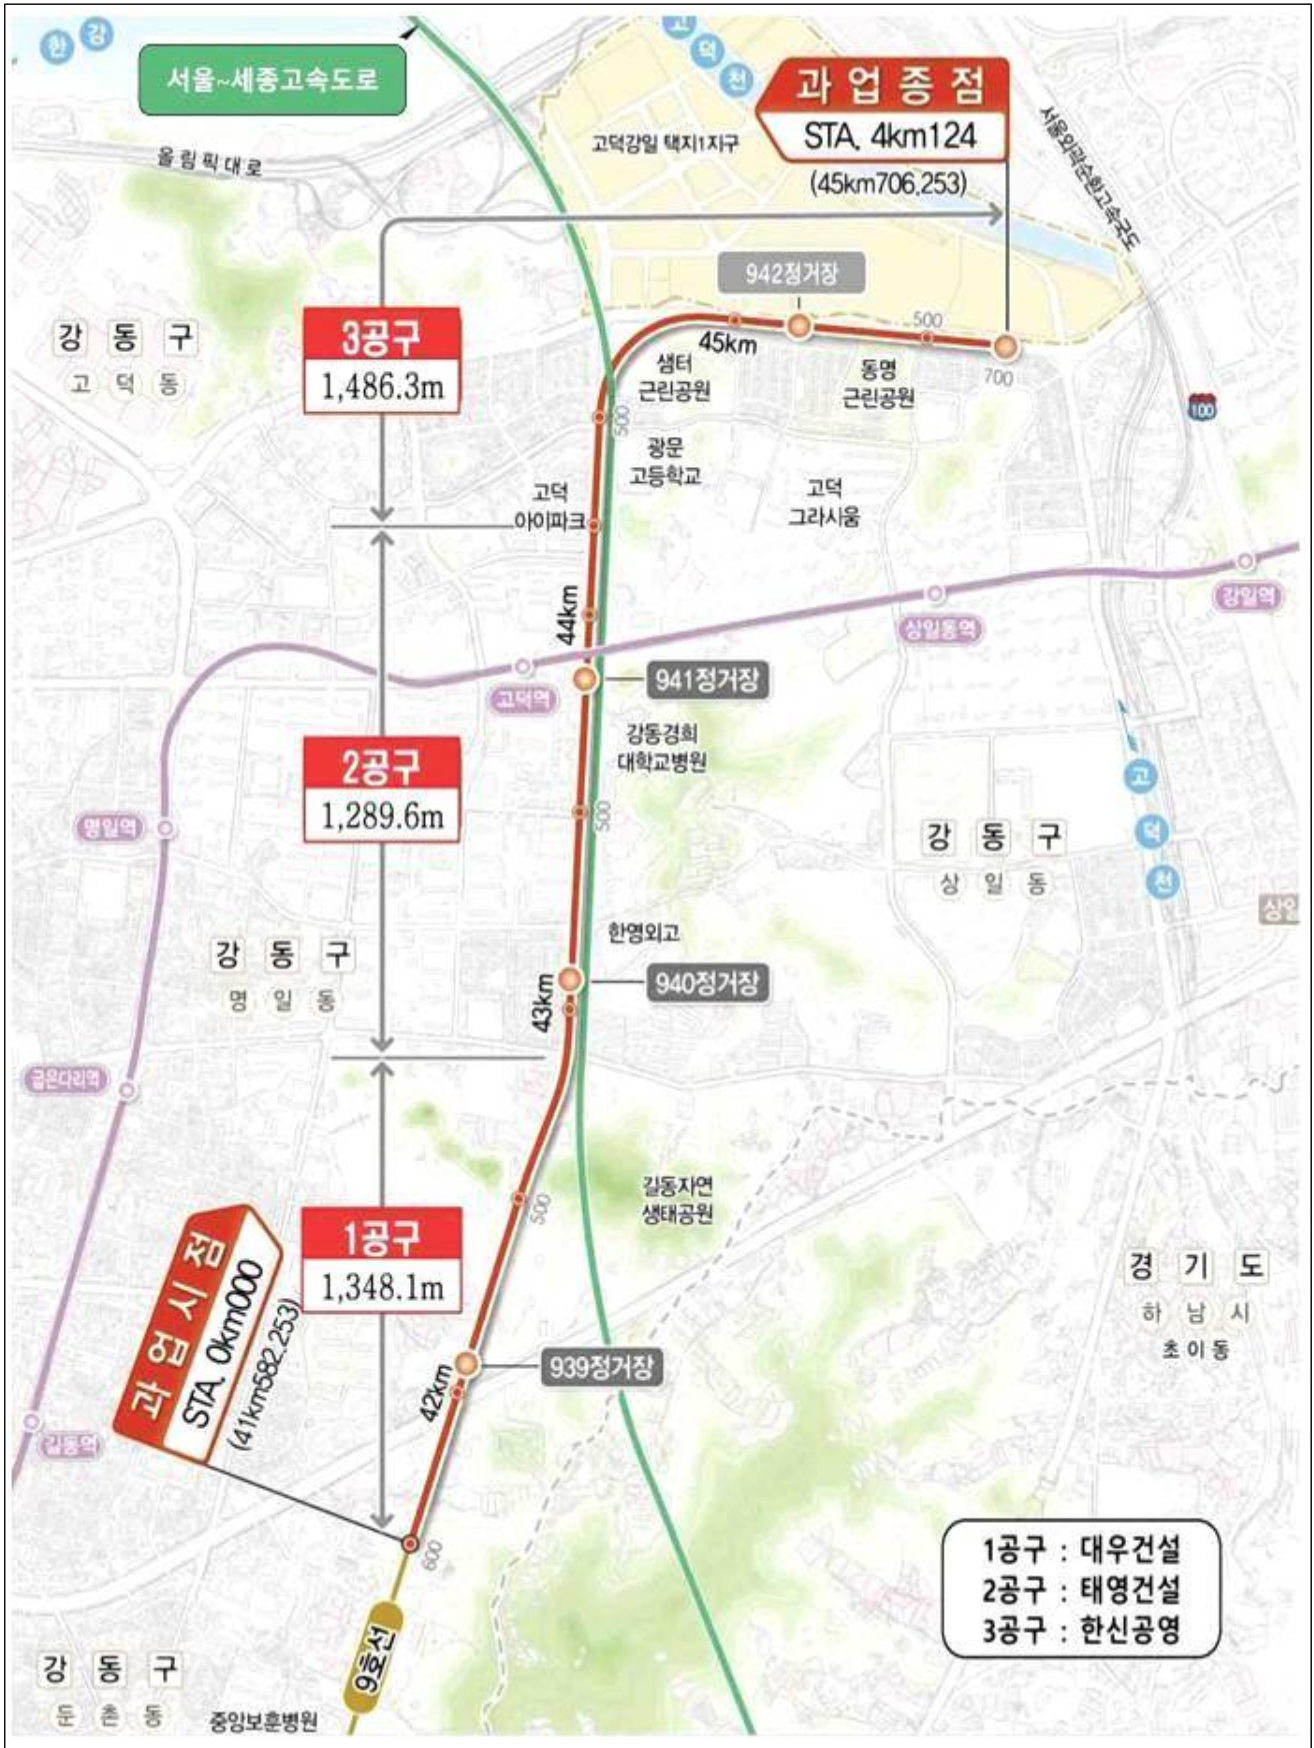 한강
서울~세종고속도로
올림픽대로
고덕천
고덕강일 택지1지구
과업종점
STA. 4km124
(45km706.253)
서울외곽순환고속국도
942정거장
3공구
1,486.3m
강동구
고덕동
45km
500
700
샘터
근린공원
동명
근린공원
100
500
광문
고등학교
고덕
아이파크
고덕
그라시움
44km
강일역
상일동역
고덕역
941정거장
강동경희
대학교병원
2공구
1,289.6m
500
명일역
고덕천
강동구
상일동
상일
한영외고
강동구
명일동
940정거장
43km
굽은다리역
길동자연
생태공원
500
1공구
1,348.1m
과업시점
STA. 0km000
(41km582.253)
경기도
하남시
초이동
939정거장
42km
길동역
600
1공구 : 대우건설
2공구 : 태영건설
3공구 : 한신공영
9호선
강동구
둔촌동
중앙보훈병원